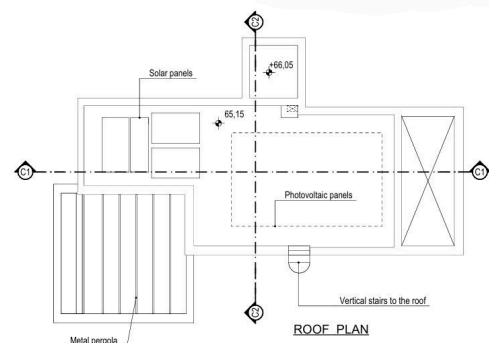 C2
+66,05
Solar panels
65,15
C1
C1
Photovoltaic panels
Vertical stairs to the roof
C2
ROOF PLAN
Metal pergola